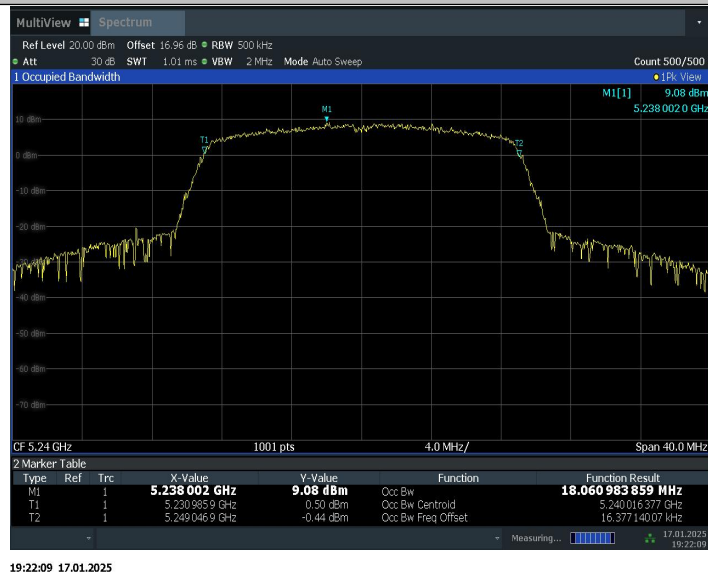 MultiView Spectrum
Ref Level 20.00 dBm Offset 16.96 dB RBW 500 kHz
Att 30 dB SWT 1.01 ms VBW 2 MHz Mode Auto Sweep Count 500/500
1 Occupied Bandwidth 1Pk View
M1[1] 9.08 dBm
5.238 002 0 GHz
M1
10 dBm
T1
T2
0 dBm
-10 dBm
-20 dBm
-30 dBm
-40 dBm
-50 dBm
-60 dBm
-70 dBm
CF 5.24 GHz 1001 pts 4.0 MHz/ Span 40.0 MHz
2 Marker Table
Type Ref Trc X-Value Y-Value Function Function Result
M1 1 5.238 002 GHz 9.08 dBm Occ Bw 18.060 983 859 MHz
T1 1 5.230 985 9 GHz 0.50 dBm Occ Bw Centroid 5.240 016 377 GHz
T2 1 5.249 046 9 GHz -0.44 dBm Occ Bw Freq Offset 16.377 140 07 kHz
Measuring... 17.01.2025
19:22:09
19:22:09 17.01.2025